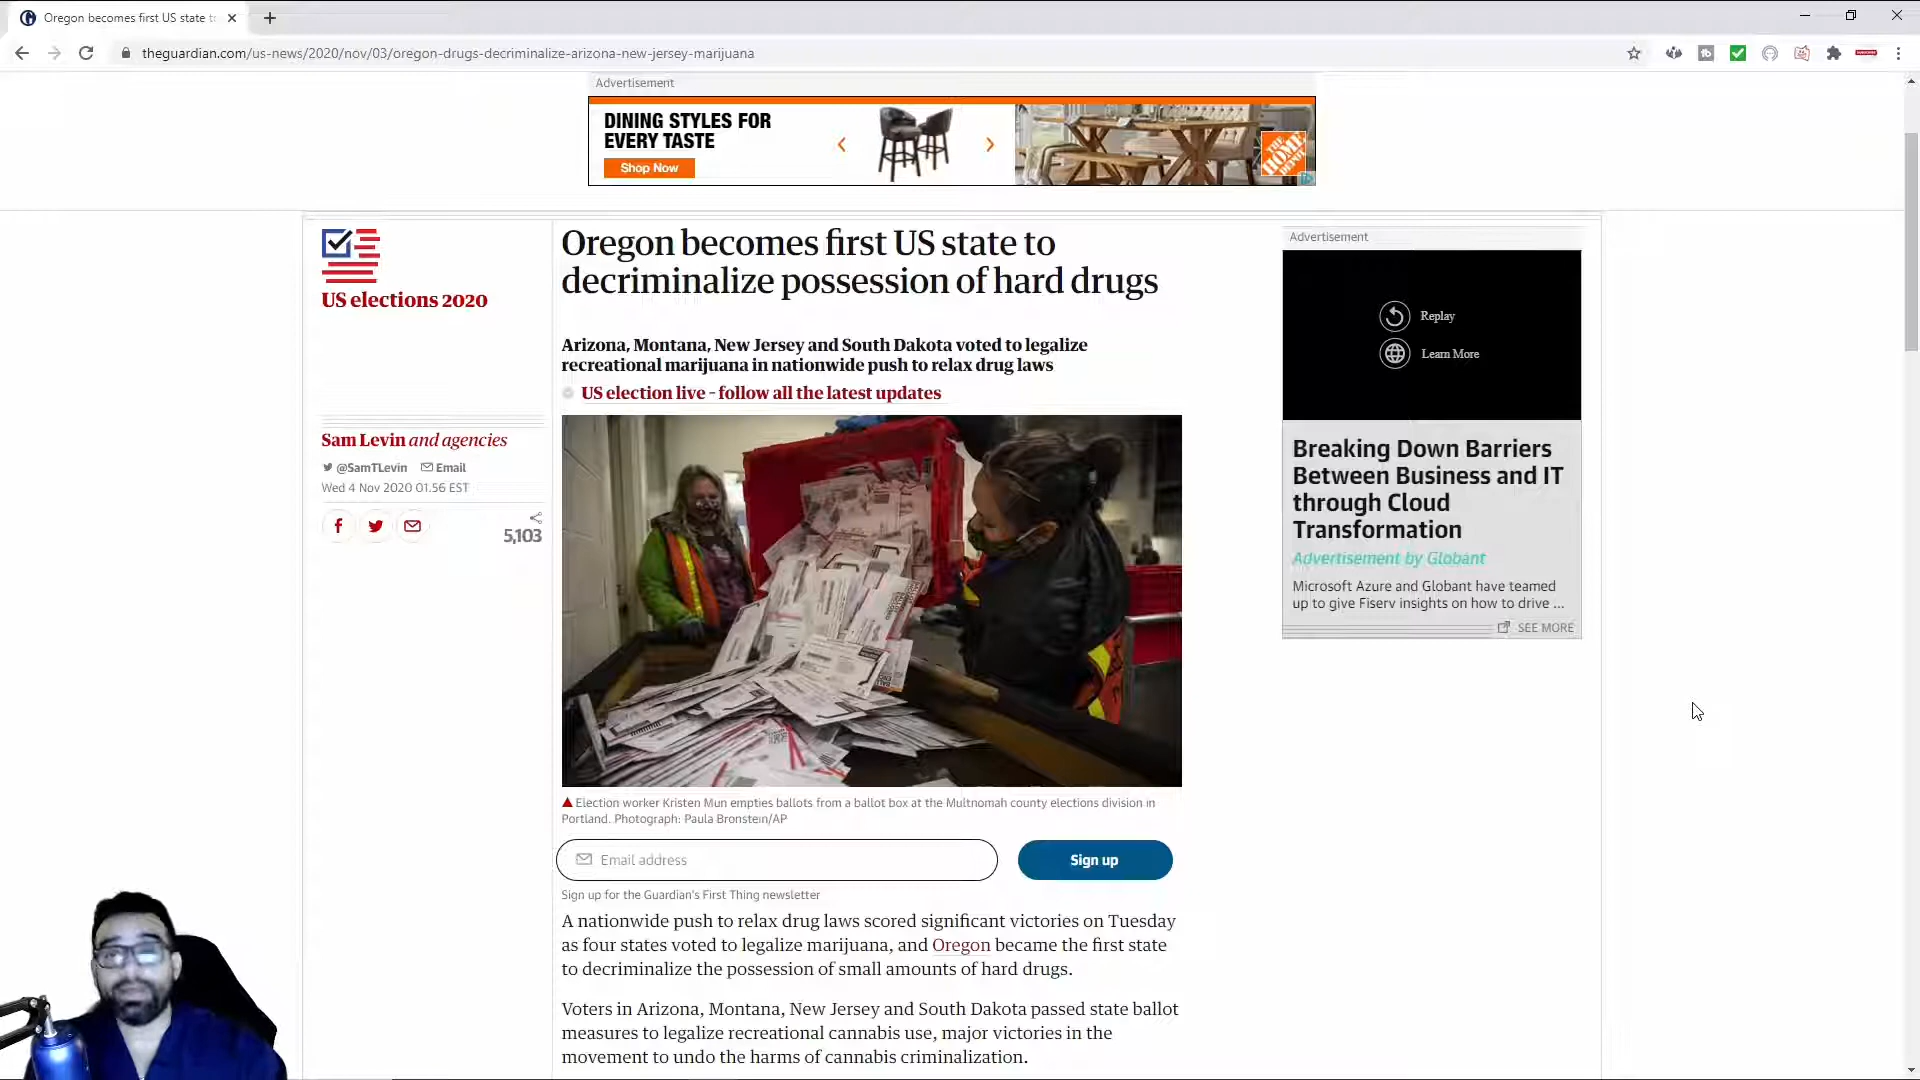 Oregon becomes first US state t
theguardian.com/us-news/2020/nov/03/oregon-drugs-decriminalize-arizona-new-jersey-marijuana
Advertisement
DINING STYLES FOR
EVERY TASTE
Shop Now
THE HOME DEPOT
US elections 2020
Oregon becomes first US state to
decriminalize possession of hard drugs
Arizona, Montana, New Jersey and South Dakota voted to legalize
recreational marijuana in nationwide push to relax drug laws
US election live – follow all the latest updates
Sam Levin and agencies
@SamTLevin Email
Wed 4 Nov 2020 01.56 EST
5,103
Advertisement
Replay
Learn More
Breaking Down Barriers
Between Business and IT
through Cloud
Transformation
Advertisement by Globant
Microsoft Azure and Globant have teamed
up to give Fiserv insights on how to drive ...
SEE MORE
Election worker Kristen Mun empties ballots from a ballot box at the Multnomah county elections division in
Portland. Photograph: Paula Bronstein/AP
Email address
Sign up
Sign up for the Guardian's First Thing newsletter
A nationwide push to relax drug laws scored significant victories on Tuesday
as four states voted to legalize marijuana, and Oregon became the first state
to decriminalize the possession of small amounts of hard drugs.
Voters in Arizona, Montana, New Jersey and South Dakota passed state ballot
measures to legalize recreational cannabis use, major victories in the
movement to undo the harms of cannabis criminalization.